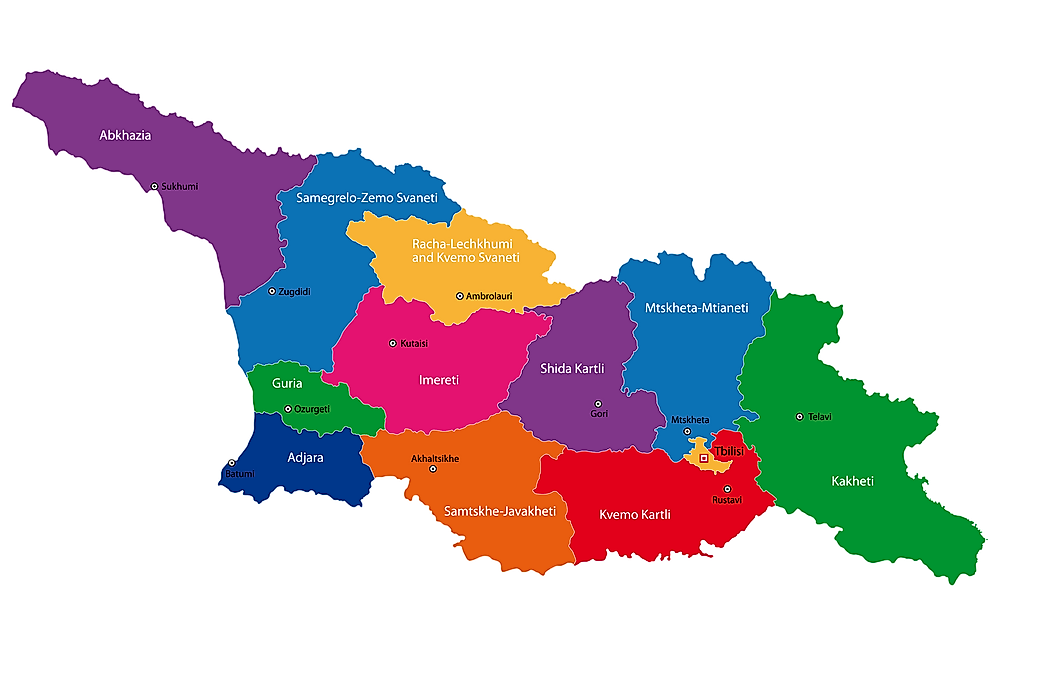 Abkhazia
Sukhumi
Samegrelo-Zemo Svaneti
Racha-Lechkhumi
and Kvemo Svaneti
Zugdidi
Ambrolauri
Mtskheta-Mtianeti
Kutaisi
Imereti
Shida Kartli
Guria
Ozurgeti
Gori
Mtskheta
Telavi
Adjara
Batumi
Akhaltsikhe
Tbilisi
Kakheti
Rustavi
Samtskhe-Javakheti
Kvemo Kartli